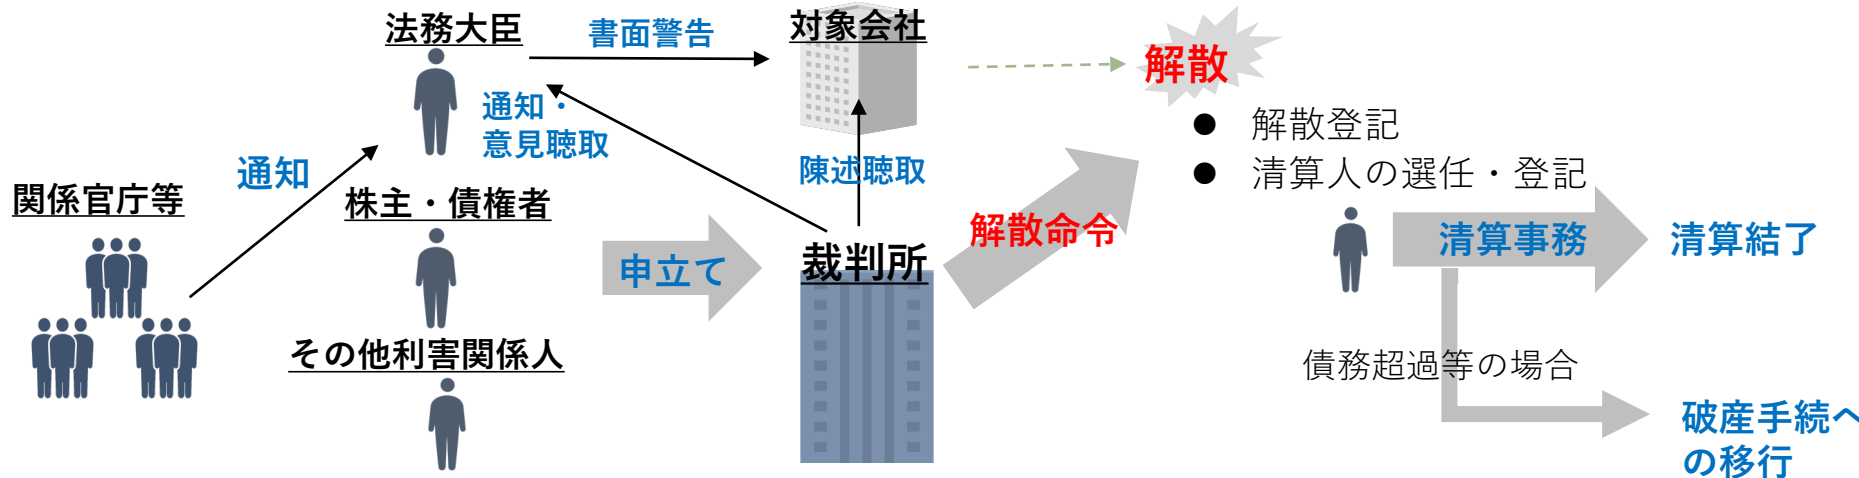 法務大臣
書面警告
対象会社
解散
通知・
意見聴取
● 解散登記
● 清算人の選任・登記
通知
陳述聴取
関係官庁等
株主・債権者
解散命令
清算事務
清算結了
申立て
裁判所
その他利害関係人
債務超過等の場合
破産手続へ
の移行